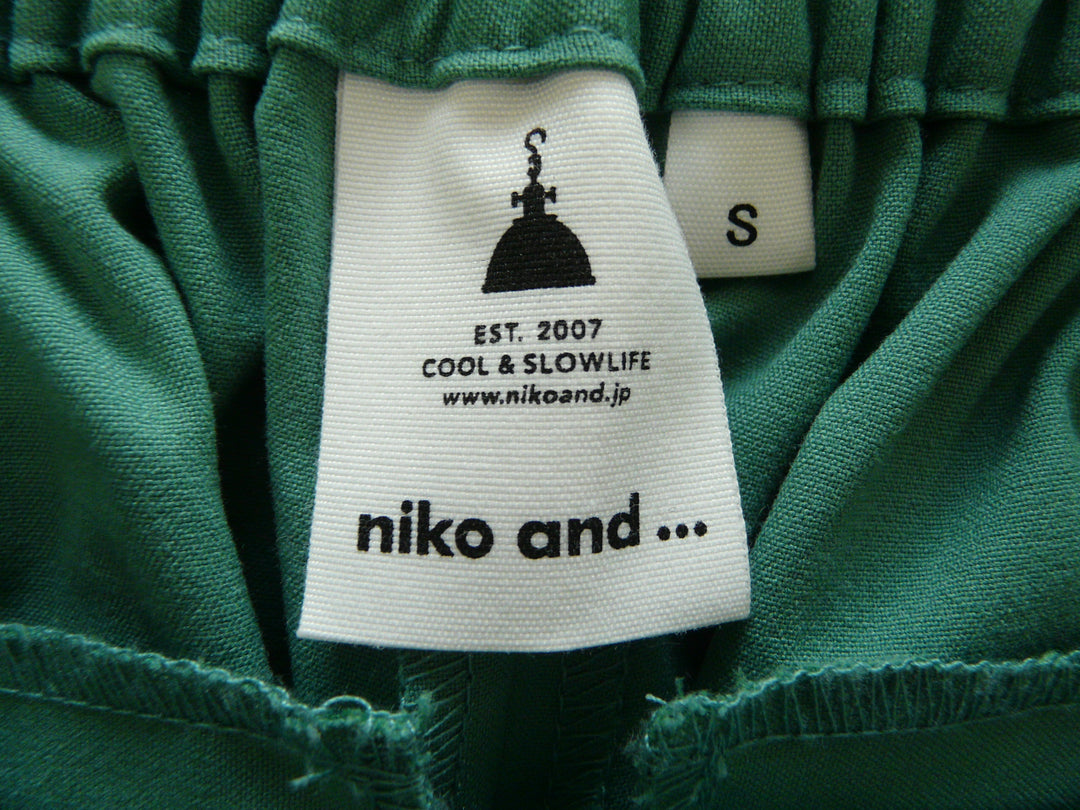 EST. 2007
COOL & SLOWLIFE
www.nikoand.jp
niko and ...
S